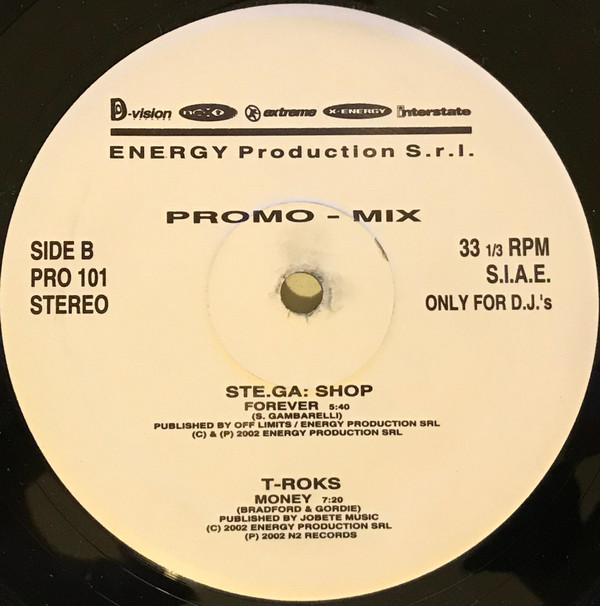 D-vision next extreme X-ENERGY interstate
ENERGY Production S.r.l.
PROMO - MIX
SIDE B
PRO 101
STEREO
33 1/3 RPM
S.I.A.E.
ONLY FOR D.J.'s
STE.GA: SHOP
FOREVER 5:40
(S. GAMBARELLI)
PUBLISHED BY OFF LIMITS / ENERGY PRODUCTION SRL
(C) & (P) 2002 ENERGY PRODUCTION SRL
T-ROKS
MONEY 7:20
(BRADFORD & GORDIE)
PUBLISHED BY JOBETE MUSIC
(C) 2002 ENERGY PRODUCTION SRL
(P) 2002 N2 RECORDS